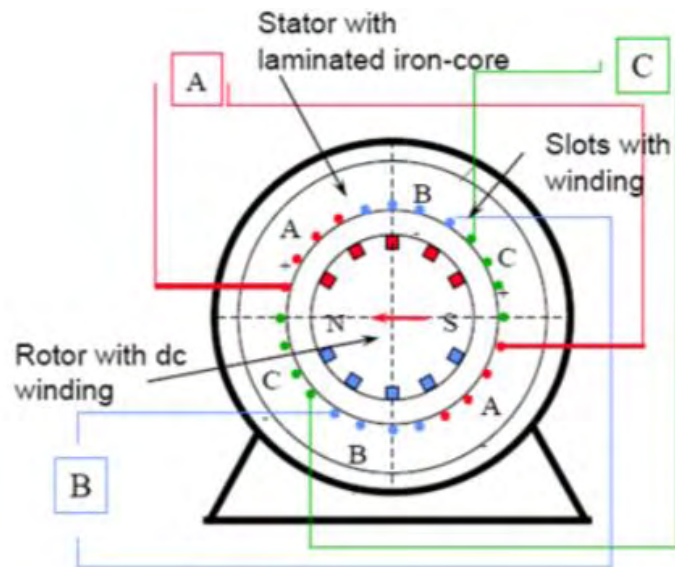 Stator with
laminated iron-core
A
C
Slots with
winding
B
-
A
+
C
+
N
S
Rotor with dc
winding
C
A
-
B
-
B